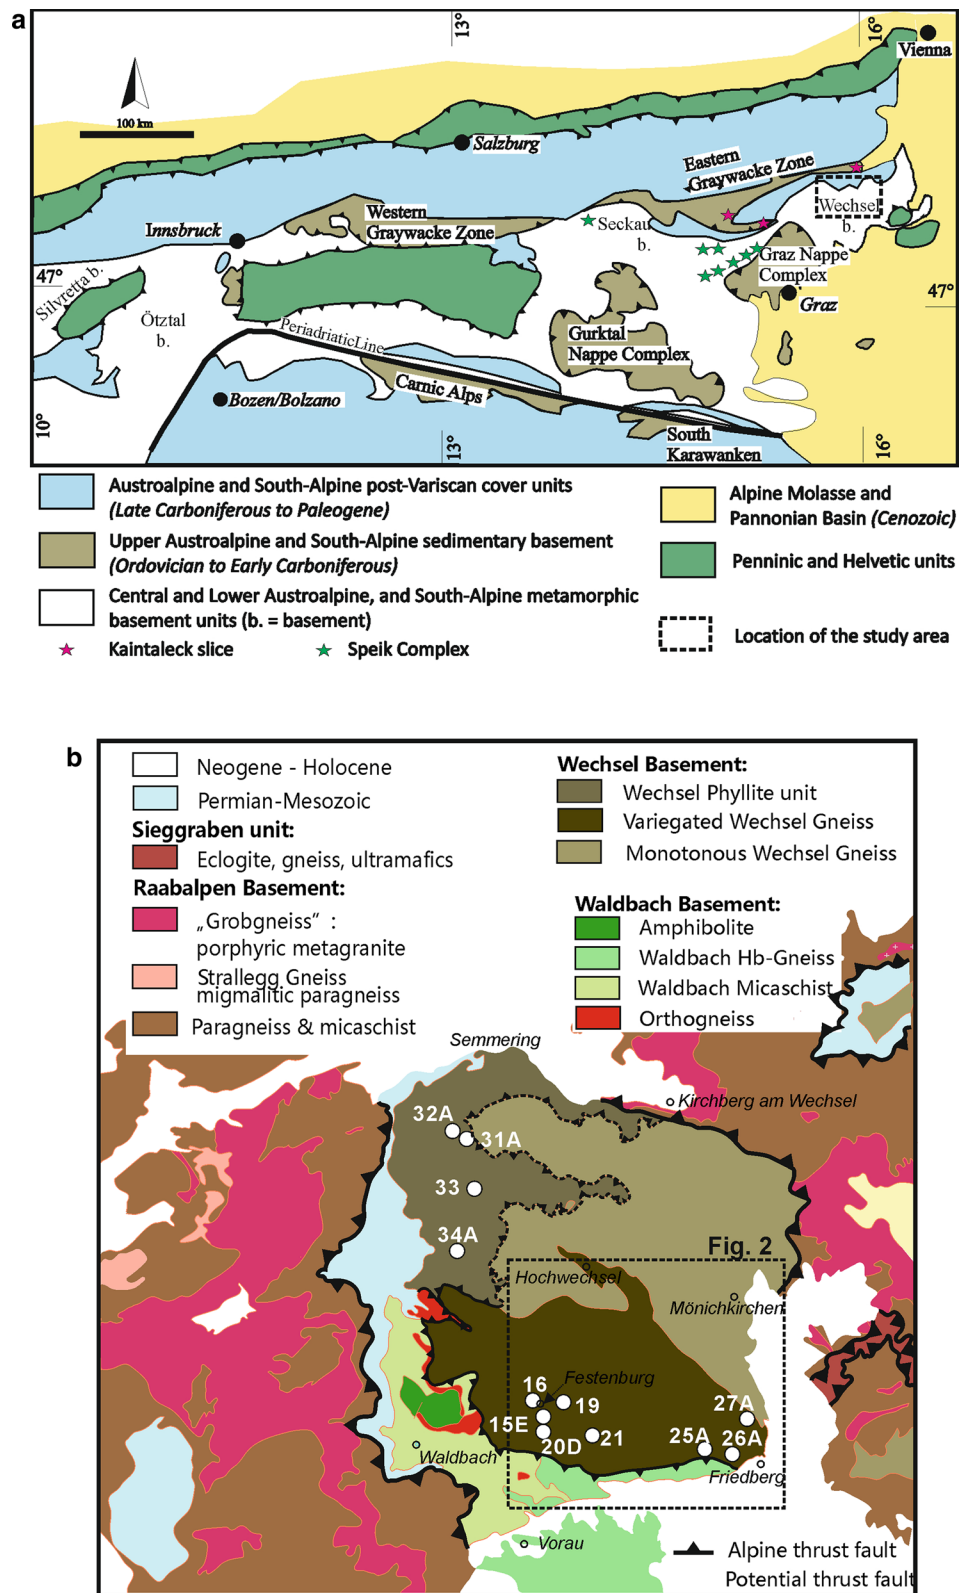 a
13°
16°
Vienna
100 km
Salzburg
Eastern
Graywacke Zone
Western
Graywacke Zone
Innsbruck
Seckau
b.
Wechsel
b.
Graz Nappe
Complex
47°
Silvretta b.
Ötztal
b.
Graz
47°
PeriadriaticLine
Gurktal
Nappe Complex
Carnic Alps
Bozen/Bolzano
10°
13°
South
Karawanken
16°
Austroalpine and South-Alpine post-Variscan cover units
(Late Carboniferous to Paleogene)
Upper Austroalpine and South-Alpine sedimentary basement
(Ordovician to Early Carboniferous)
Central and Lower Austroalpine, and South-Alpine metamorphic
basement units (b. = basement)
Kaintaleck slice
Speik Complex
Alpine Molasse and
Pannonian Basin (Cenozoic)
Penninic and Helvetic units
Location of the study area
b
Neogene - Holocene
Permian-Mesozoic
Sieggraben unit:
Eclogite, gneiss, ultramafics
Raabalpen Basement:
„Grobgneiss“ :
porphyric metagranite
Strallegg Gneiss
migmalitic paragneiss
Paragneiss & micaschist
Wechsel Basement:
Wechsel Phyllite unit
Variegated Wechsel Gneiss
Monotonous Wechsel Gneiss
Waldbach Basement:
Amphibolite
Waldbach Hb-Gneiss
Waldbach Micaschist
Orthogneiss
Semmering
Kirchberg am Wechsel
32A
31A
33
34A
Fig. 2
Hochwechsel
Mönichkirchen
16
Festenburg
19
27A
15E
20D
21
25A
26A
Waldbach
Friedberg
Vorau
Alpine thrust fault
Potential thrust fault